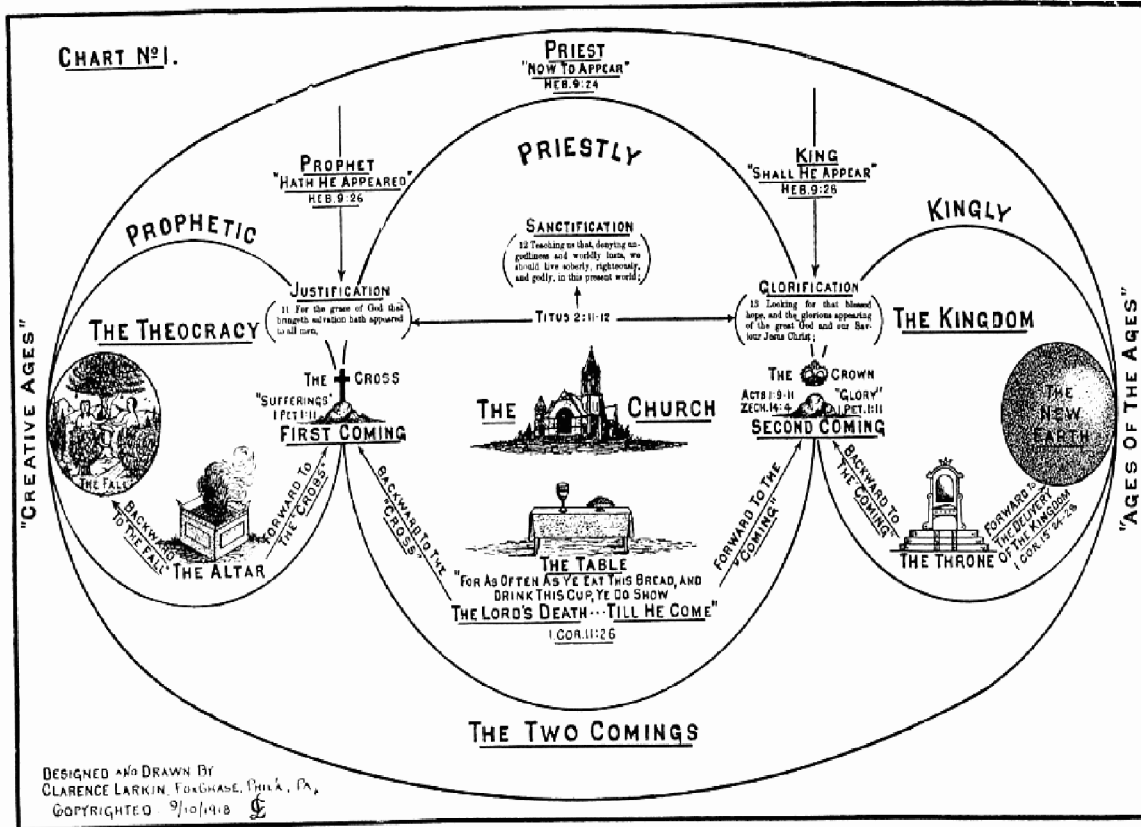 CHART Nº1.
PRIEST
"NOW TO APPEAR"
HEB.9:24
PROPHET
"HATH HE APPEARED"
HEB.9:26
PRIESTLY
KING
"SHALL HE APPEAR"
HEB.9:28
PROPHETIC
KINGLY
SANCTIFICATION
12 Teaching us that, denying un-
godliness and worldly lusts, we
should live soberly, righteously,
and godly, in this present world;
JUSTIFICATION
11 For the grace of God that
bringeth salvation hath appeared
to all men,
TITUS 2:11-12
GLORIFICATION
13 Looking for that blessed
hope, and the glorious appearing
of the great God and our Sav-
iour Jesus Christ;
"CREATIVE AGES"
THE THEOCRACY
THE KINGDOM
"AGES OF THE AGES"
THE CROSS
"SUFFERINGS"
1 PET.1:11
FIRST COMING
THE CHURCH
THE CROWN
ACTS 1:9-11
ZECH.14:4
"GLORY"
1 PET.1:11
SECOND COMING
THE
NEW
EARTH
THE FALL
BACKWARD
TO THE FALL"
THE ALTAR
FORWARD TO
THE "CROSS"
BACKWARD TO THE
"CROSS"
THE TABLE
"FOR AS OFTEN AS YE EAT THIS BREAD, AND
DRINK THIS CUP, YE DO SHOW
THE LORD'S DEATH...TILL HE COME"
1 COR.11:26
FORWARD TO THE
"COMING"
BACKWARD TO
THE "COMING"
THE THRONE
FORWARD TO
THE DELIVERY
OF THE KINGDOM
1 COR.15:24-28
THE TWO COMINGS
DESIGNED AND DRAWN BY
CLARENCE LARKIN, FOXCHASE, PHIL'A, PA,
COPYRIGHTED 9/10/1918 CL